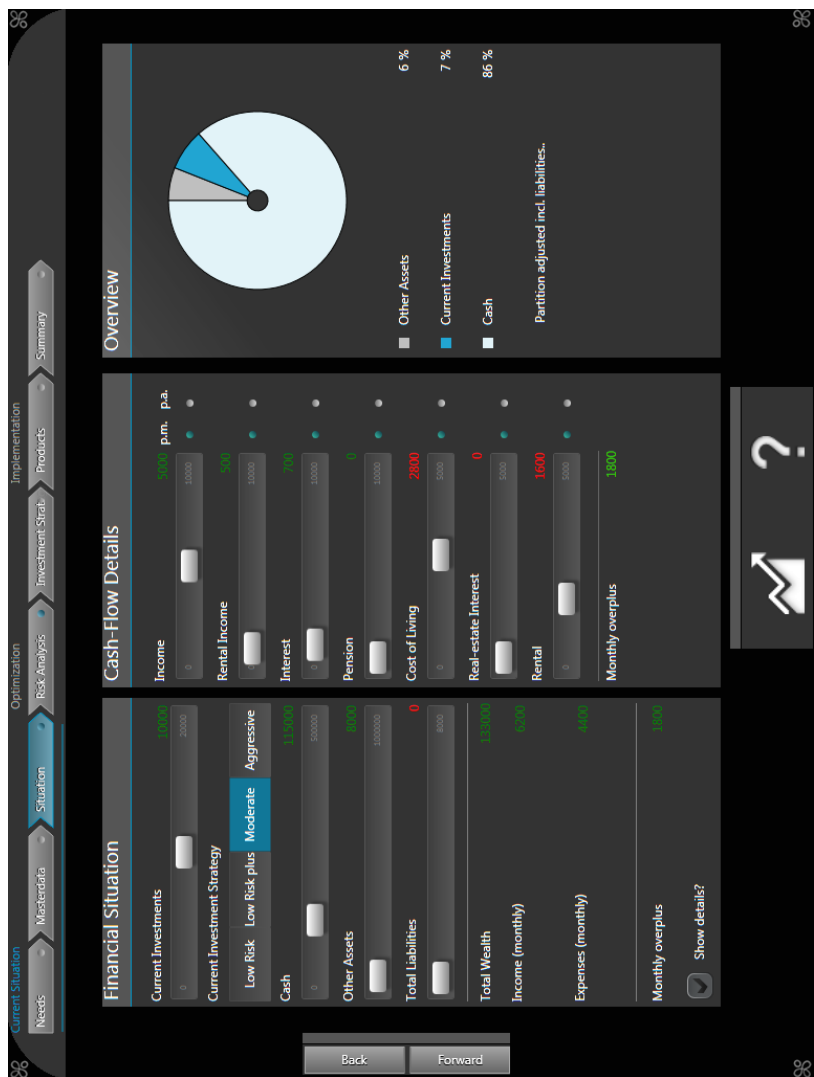 Current Situation
Optimization
Implementation
Needs
Masterdata
Situation
Risk Analysis
Investment Strat.
Products
Summary
Financial Situation
Current Investments
10000
0
20000
Current Investment Strategy
Low Risk
Low Risk plus
Moderate
Aggressive
Cash
115000
0
500000
Other Assets
8000
1000000
Total Liabilities
0
8000
Total Wealth
133000
Income (monthly)
6200
Expenses (monthly)
4400
Monthly overplus
1800
Show details?
Cash-Flow Details
p.m. p.a.
Income
5000
0
10000
Rental Income
500
0
10000
Interest
700
0
10000
Pension
0
10000
Cost of Living
2800
0
5000
Real-estate Interest
0
5000
Rental
1600
0
5000
Monthly overplus
1800
Overview
Other Assets 6 %
Current Investments 7 %
Cash 86 %
Partition adjusted incl. liabilities..
Back
Forward
?